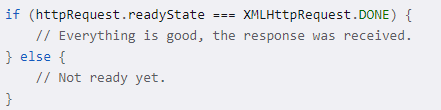 if (httpRequest.readyState === XMLHttpRequest.DONE) {
    // Everything is good, the response was received.
} else {
    // Not ready yet.
}